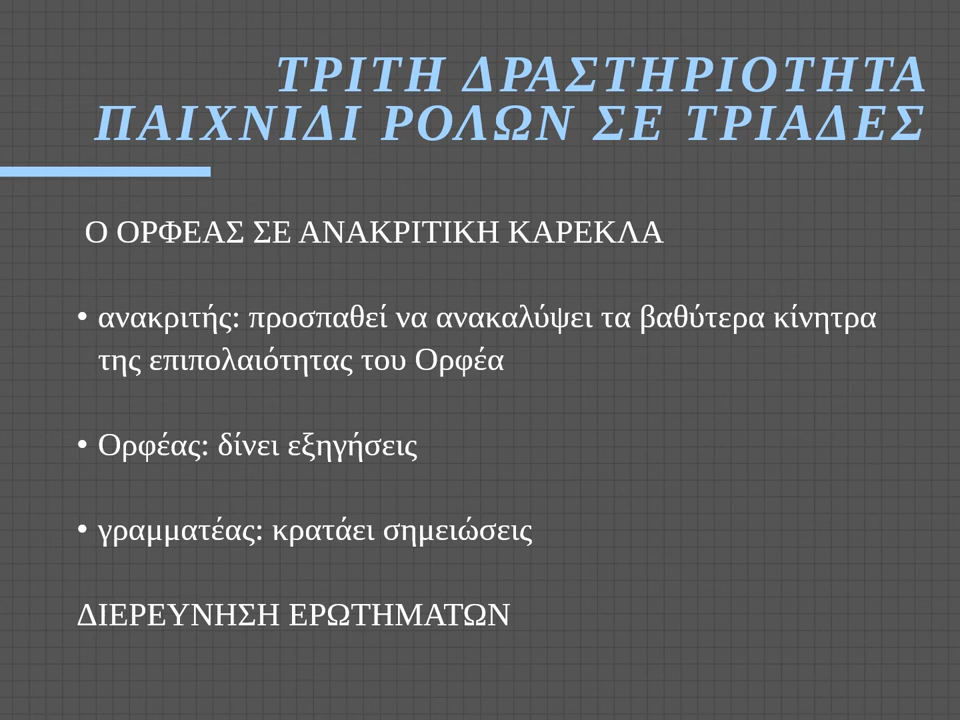 ΤΡΙΤΗ ΔΡΑΣΤΗΡΙΟΤΗΤΑ
ΠΑΙΧΝΙΔΙ ΡΟΛΩΝ ΣΕ ΤΡΙΑΔΕΣ
Ο ΟΡΦΕΑΣ ΣΕ ΑΝΑΚΡΙΤΙΚΗ ΚΑΡΕΚΛΑ
• ανακριτής: προσπαθεί να ανακαλύψει τα βαθύτερα κίνητρα
της επιπολαιότητας του Ορφέα
• Ορφέας: δίνει εξηγήσεις
• γραμματέας: κρατάει σημειώσεις
ΔΙΕΡΕΥΝΗΣΗ ΕΡΩΤΗΜΑΤΩΝ